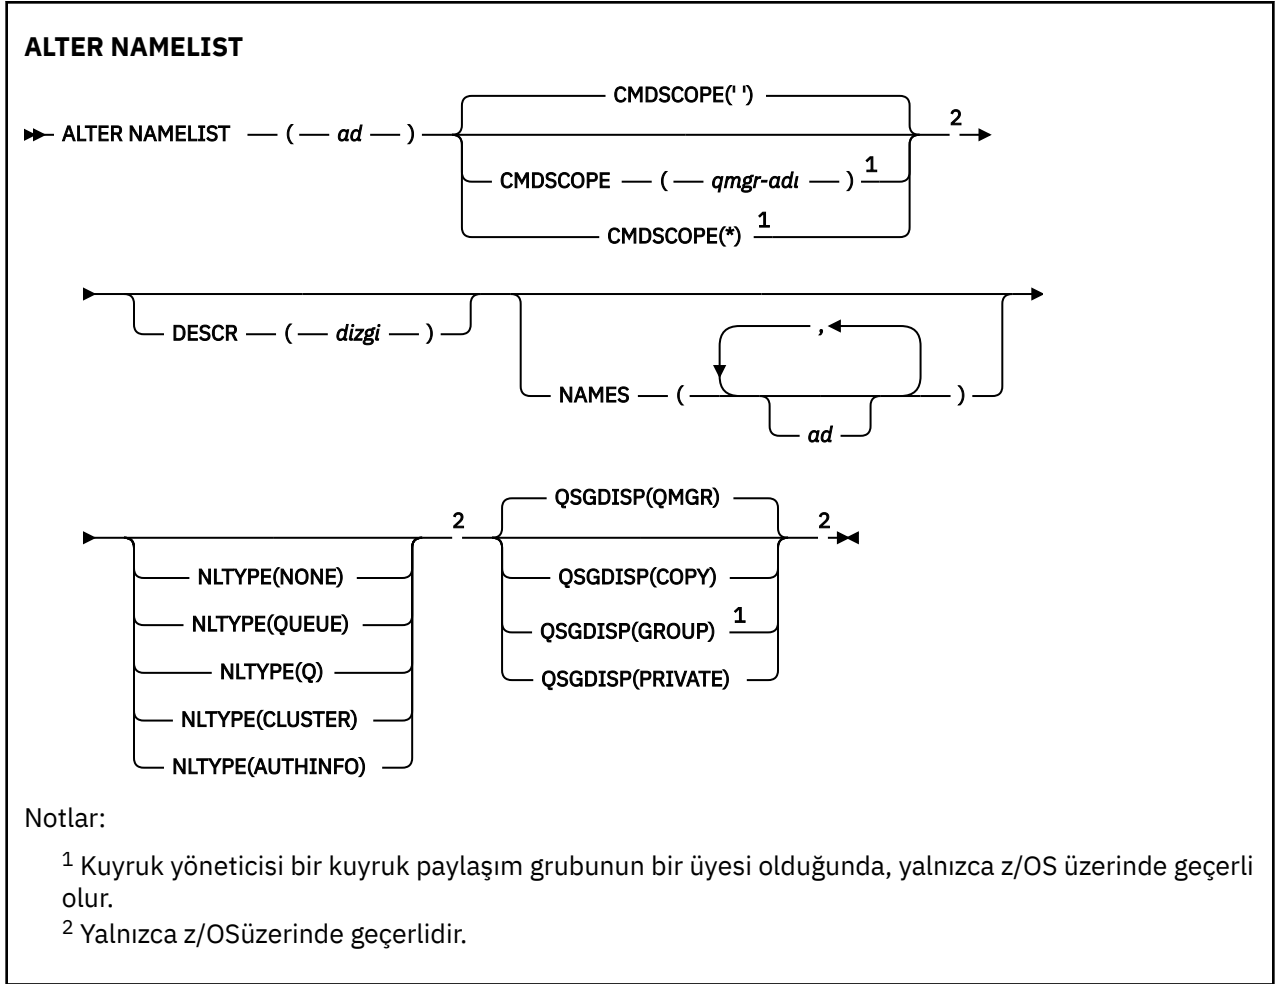 ALTER NAMELIST
CMDSCOPE(' ')
ALTER NAMELIST ( ad ) 2
CMDSCOPE ( qmgr-adı ) 1
CMDSCOPE(*) 1
DESCR ( dizgi )
,
NAMES ( )
ad
QSGDISP(QMGR)
2 2
NLTYPE(NONE) QSGDISP(COPY)
NLTYPE(QUEUE) QSGDISP(GROUP) 1
NLTYPE(Q) QSGDISP(PRIVATE)
NLTYPE(CLUSTER)
NLTYPE(AUTHINFO)
Notlar:
1 Kuyruk yöneticisi bir kuyruk paylaşım grubunun bir üyesi olduğunda, yalnızca z/OS üzerinde geçerli
olur.
2 Yalnızca z/OSüzerinde geçerlidir.